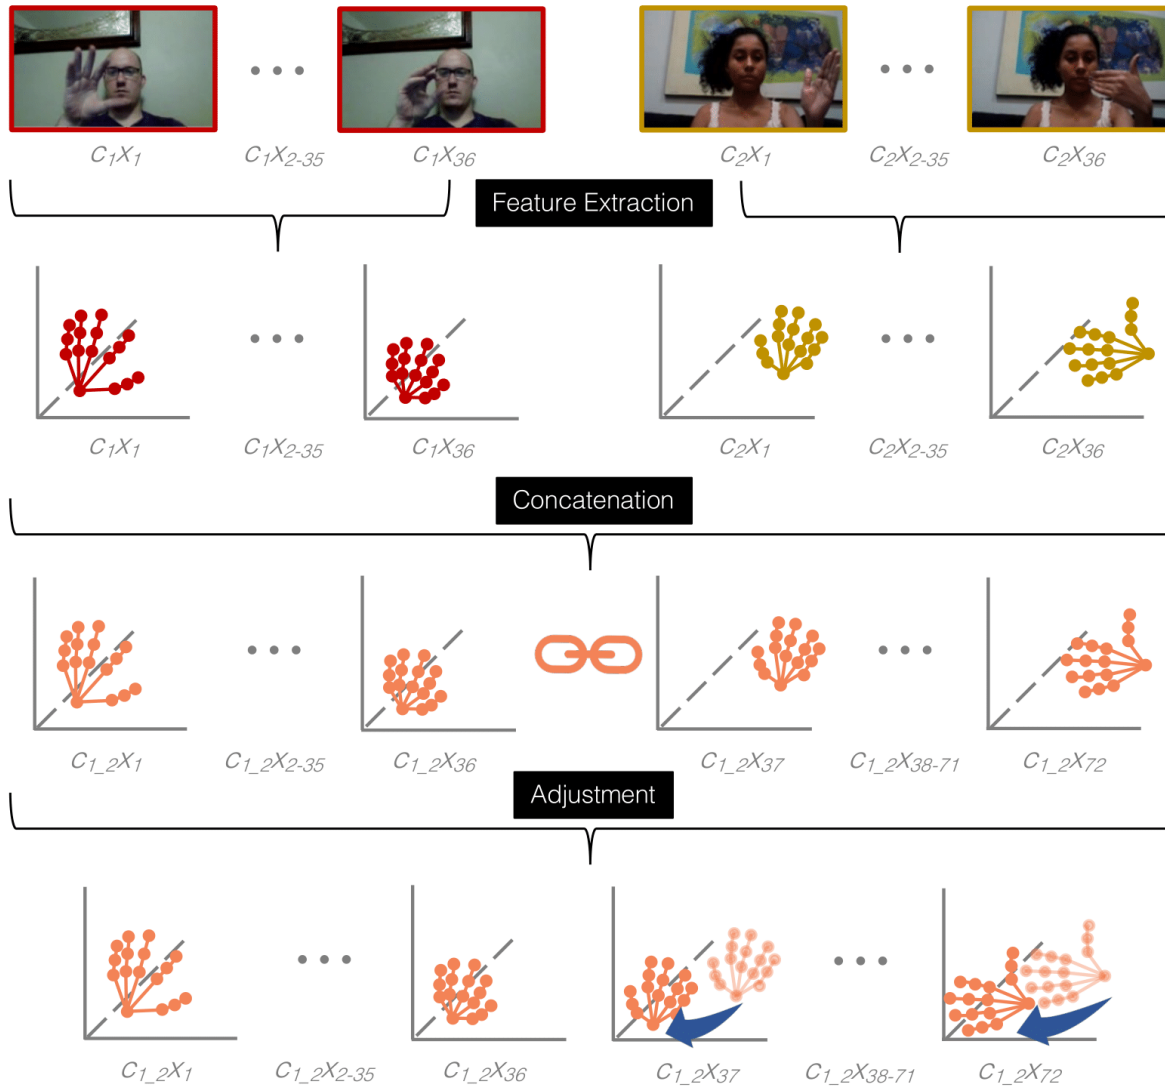 C1X1 C1X2-35 C1X36 C2X1 C2X2-35 C2X36
Feature Extraction
C1X1 C1X2-35 C1X36 C2X1 C2X2-35 C2X36
Concatenation
C1_2X1 C1_2X2-35 C1_2X36 C1_2X37 C1_2X38-71 C1_2X72
Adjustment
C1_2X1 C1_2X2-35 C1_2X36 C1_2X37 C1_2X38-71 C1_2X72